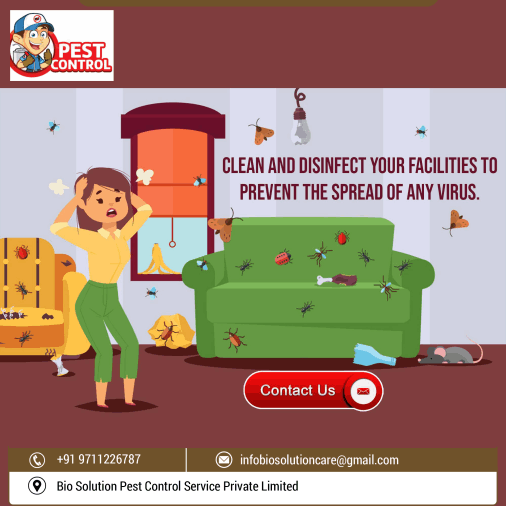 PEST
CONTROL
CLEAN AND DISINFECT YOUR FACILITIES TO
PREVENT THE SPREAD OF ANY VIRUS.
Contact Us
+91 9711226787
infobiosolutioncare@gmail.com
Bio Solution Pest Control Service Private Limited